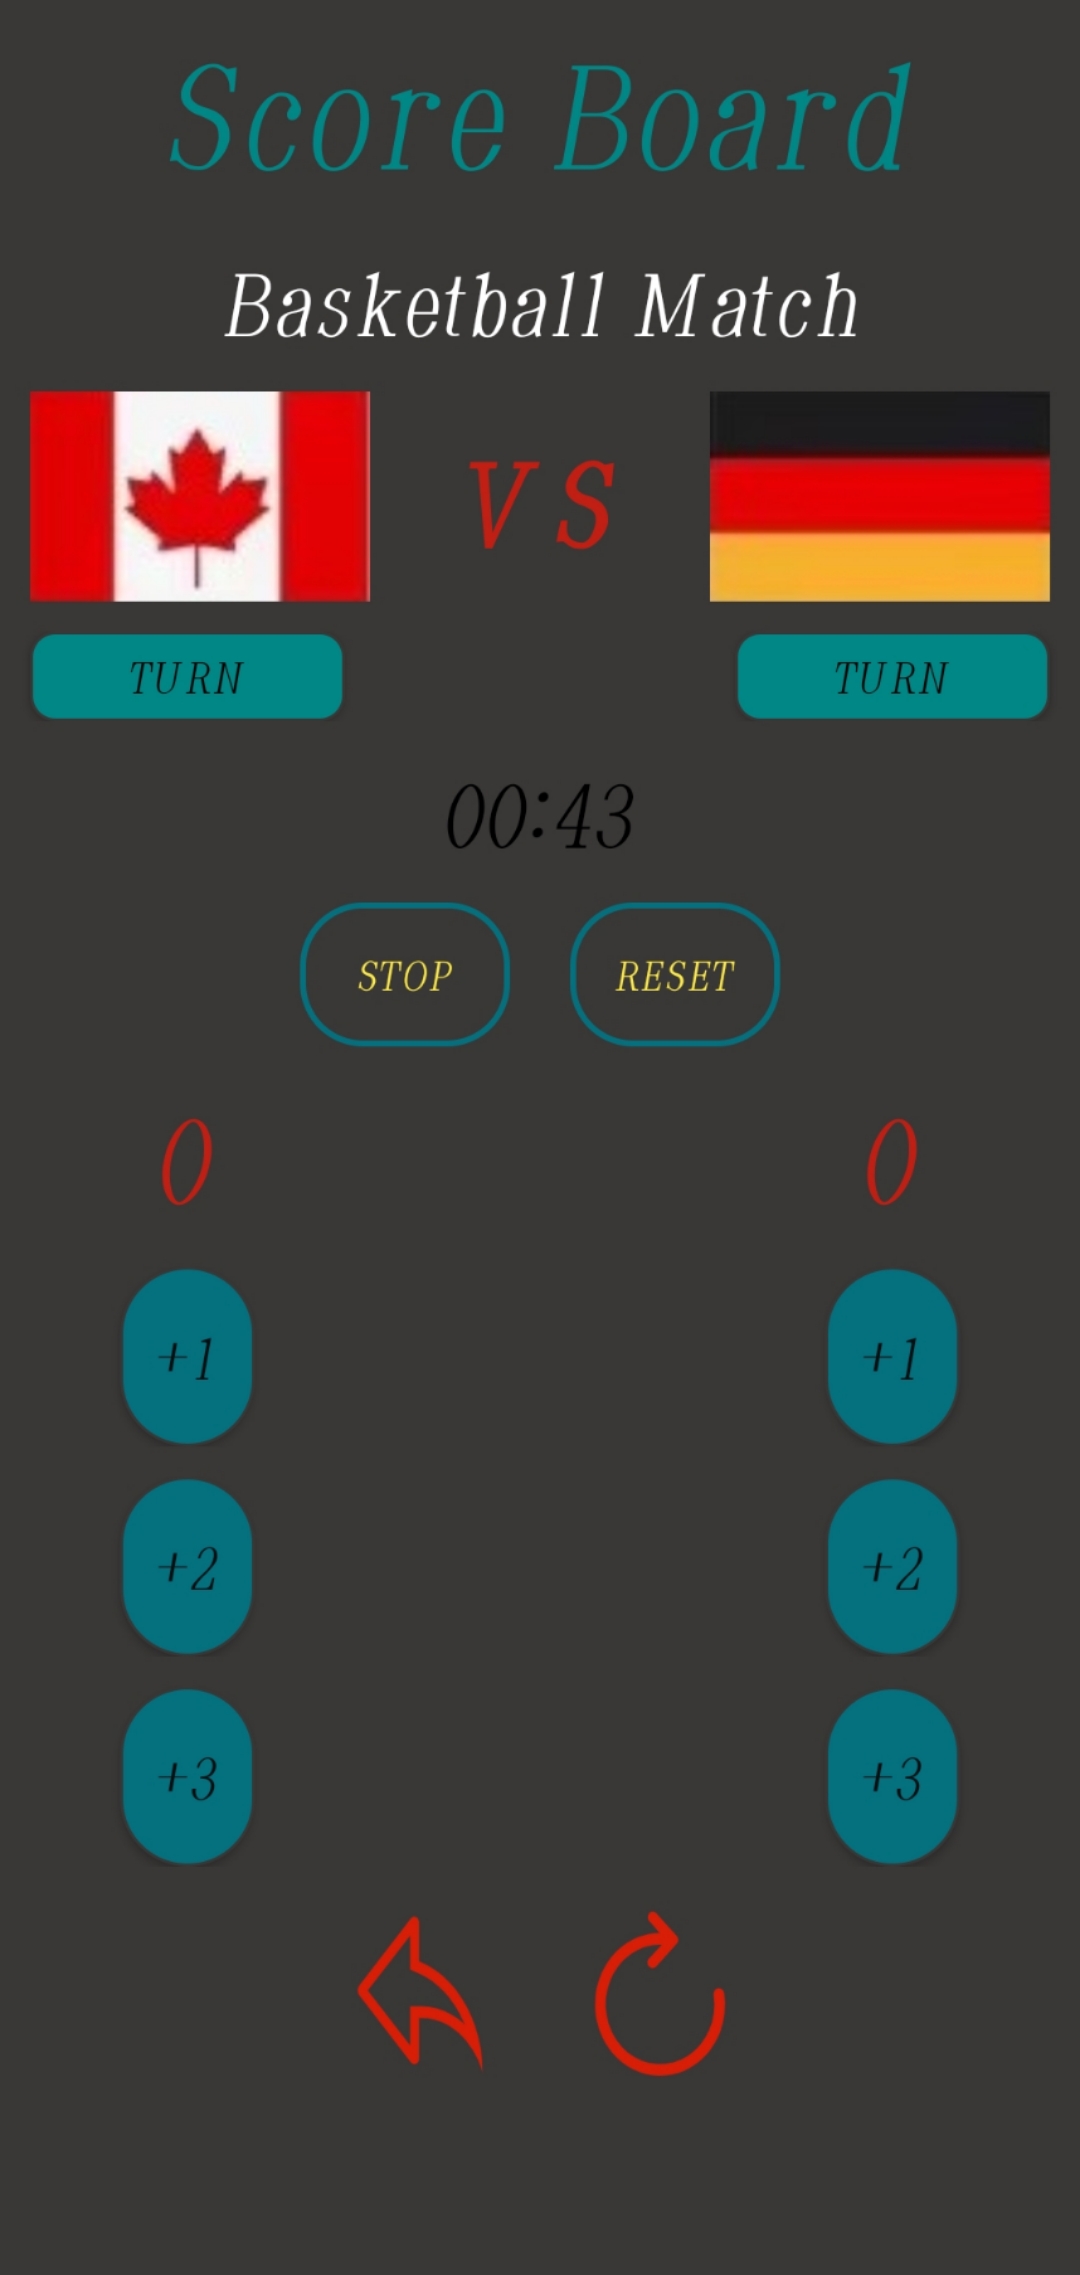 Score Board
Basketball Match
VS
TURN TURN
00:43
STOP RESET
0 0
+1 +1
+2 +2
+3 +3